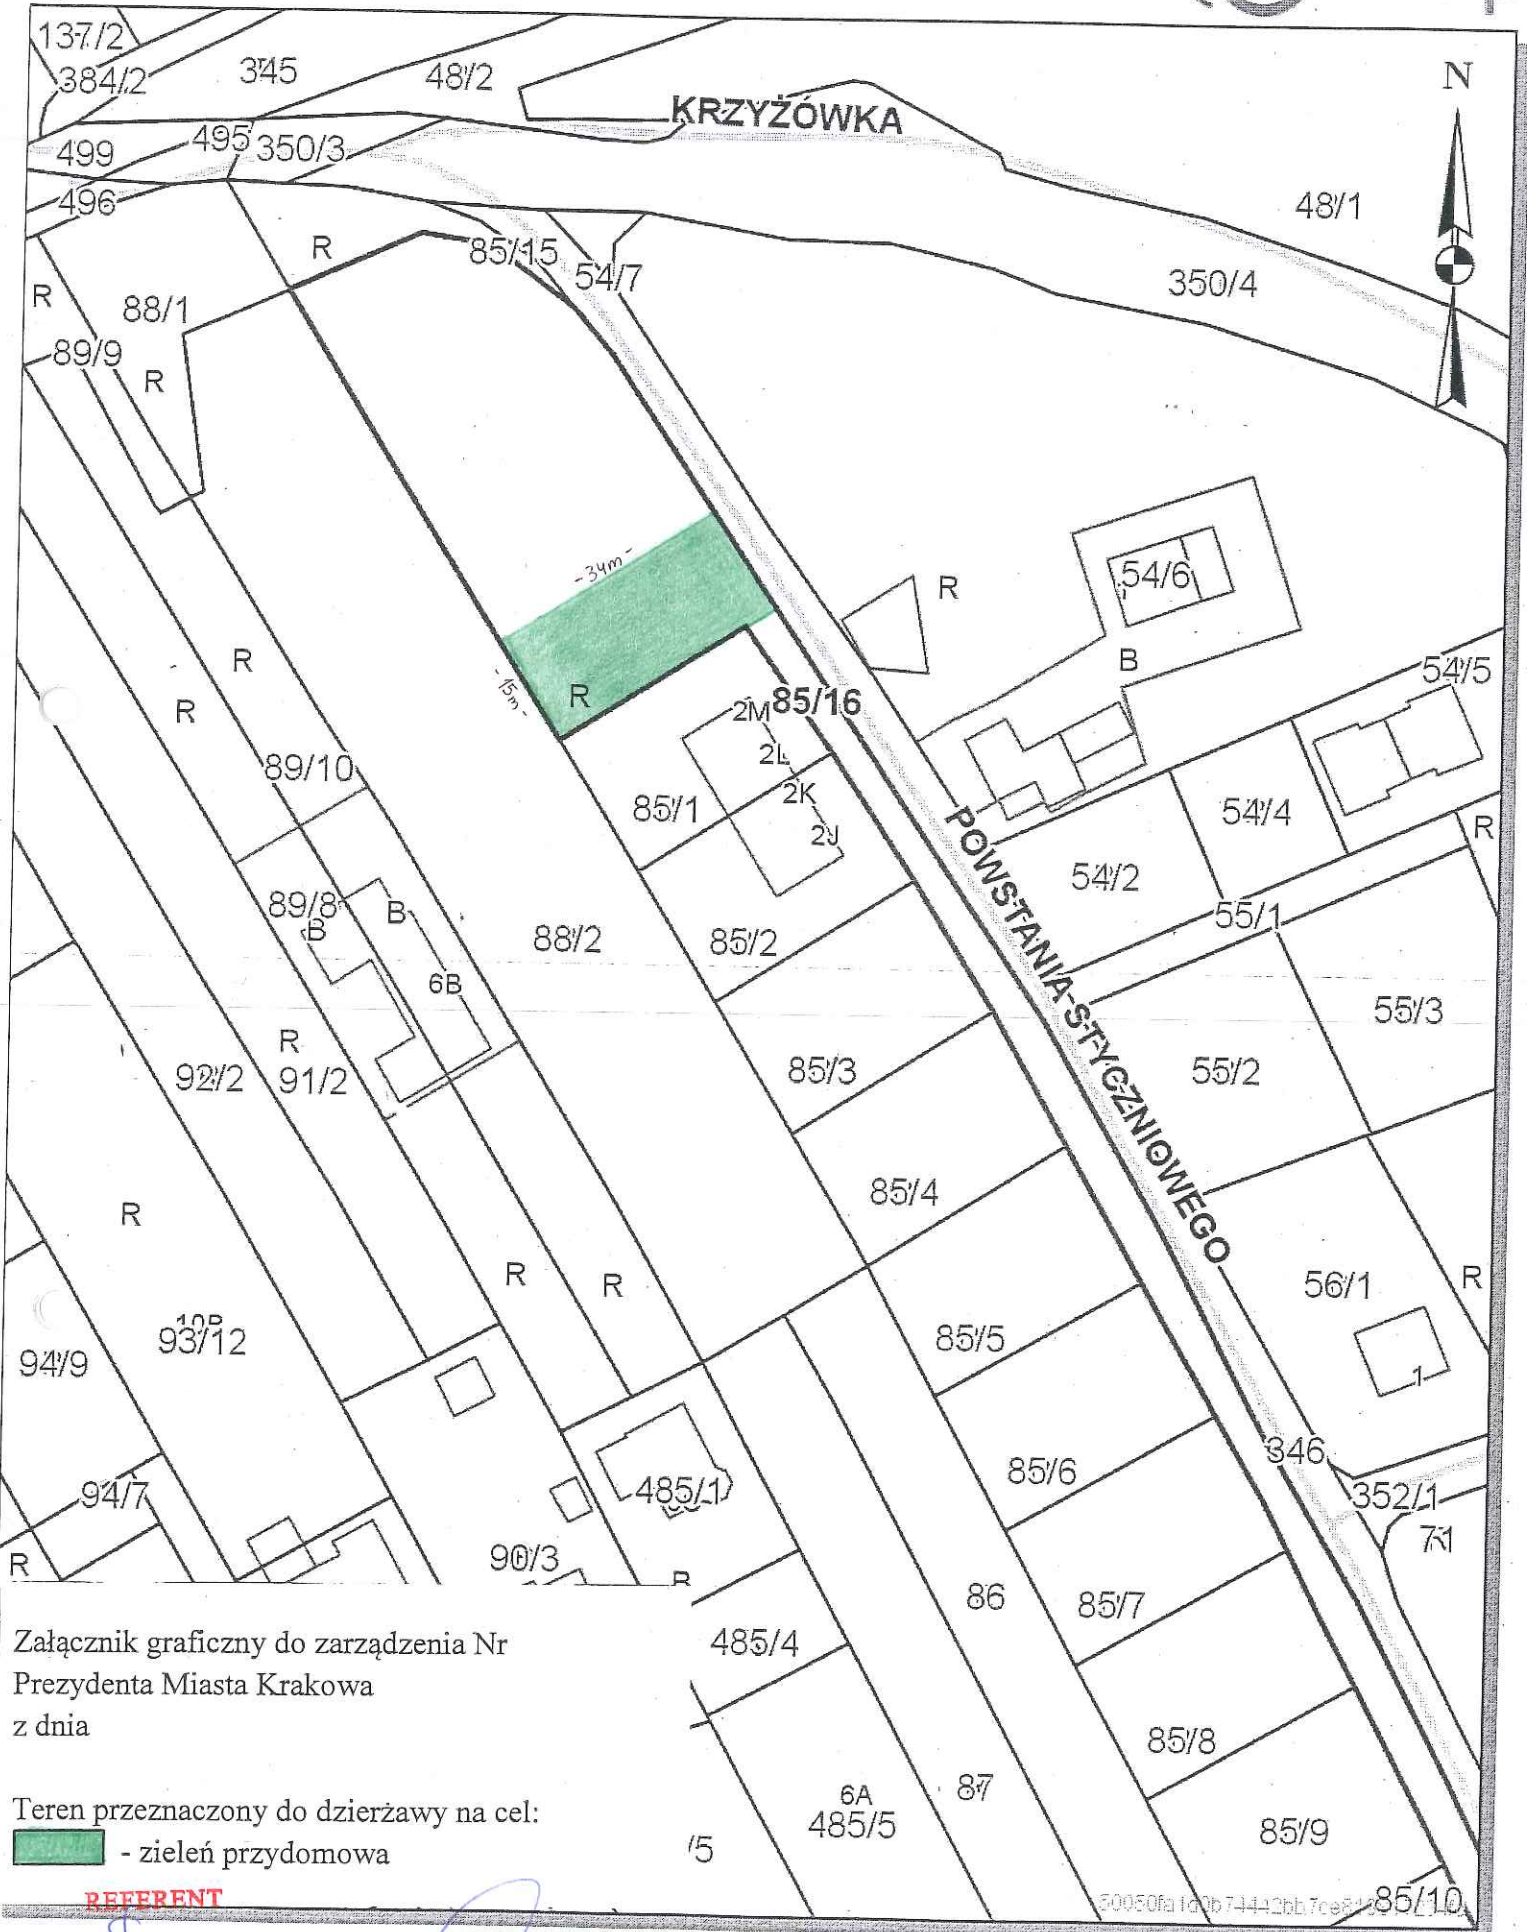 137/2
384/2
345
48/2
N
KRZYŻÓWKA
499
495
350/3
496
48/1
R
85/15
54/7
350/4
R
88/1
89/9
R
- 34m -
54/6
R
R
B
54/5
- 15m -
R
R
2M
85/16
2L
89/10
2K
85/1
2J
54/4
R
POWSTANIA STYCZNIOWEGO
54/2
89/8
B
B
55/1
88/2
85/2
6B
55/3
R
92/2
91/2
85/3
55/2
85/4
R
R
R
56/1
R
93/12
94/9
85/5
1
346
85/6
94/7
485/1
352/1
71
R
90/3
86
85/7
Załącznik graficzny do zarządzenia Nr
Prezydenta Miasta Krakowa
z dnia
485/4
85/8
87
6A
485/5
Teren przeznaczony do dzierżawy na cel:
- zieleń przydomowa
/5
85/9
REFERENT
85/10